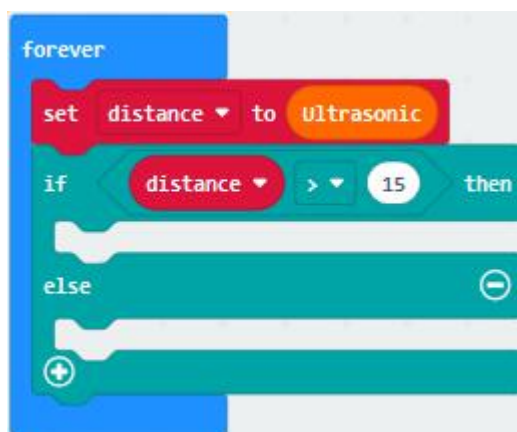 forever
set distance to Ultrasonic
if distance > 15 then
else